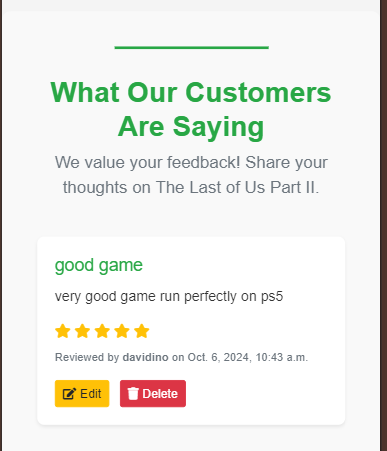 What Our Customers
Are Saying
We value your feedback! Share your
thoughts on The Last of Us Part II.
good game
very good game run perfectly on ps5
Reviewed by davidino on Oct. 6, 2024, 10:43 a.m.
Edit Delete